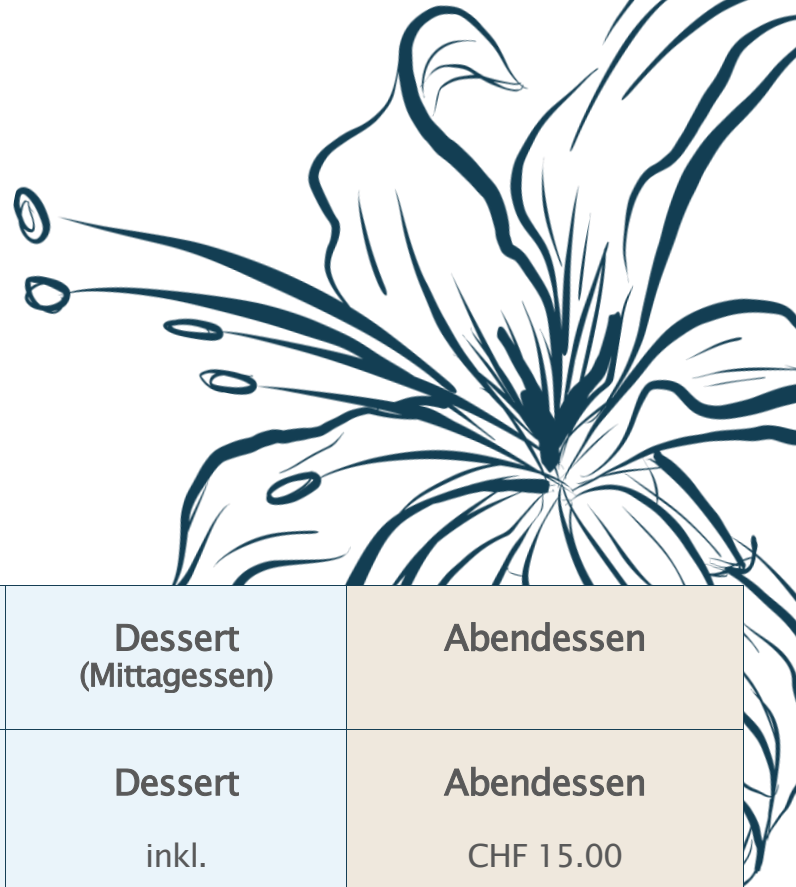 Dessert
(Mittagessen)
Abendessen
Dessert
Abendessen
inkl.
CHF 15.00